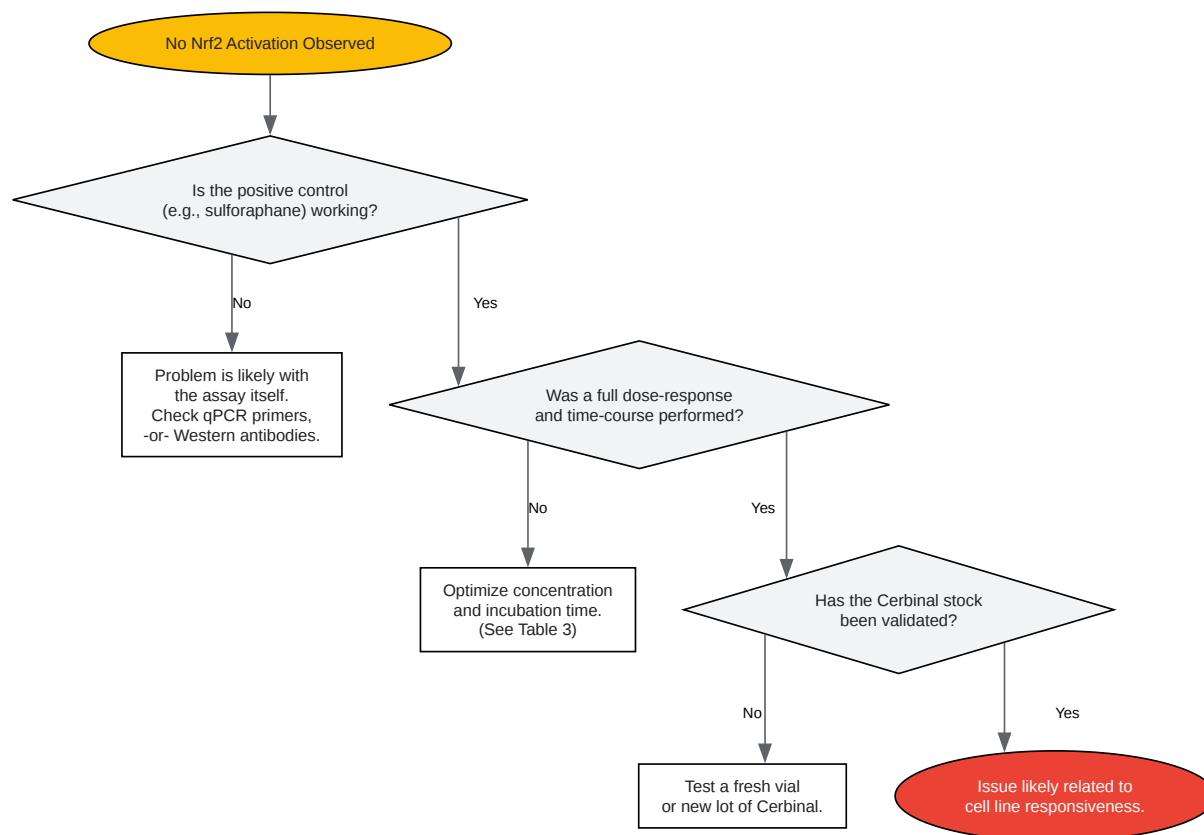 No Nrf2 Activation Observed
Is the positive control
(e.g., sulforaphane) working?
No
Yes
Problem is likely with
the assay itself.
Check qPCR primers,
-or- Western antibodies.
Was a full dose-response
and time-course performed?
No
Yes
Optimize concentration
and incubation time.
(See Table 3)
Has the Cerbinal stock
been validated?
No
Yes
Test a fresh vial
or new lot of Cerbinal.
Issue likely related to
cell line responsiveness.